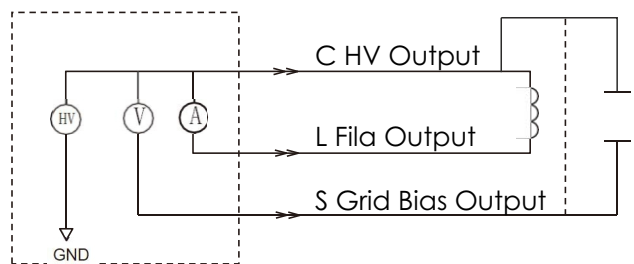 C HV Output
HV
V
A
L Fila Output
S Grid Bias Output
GND